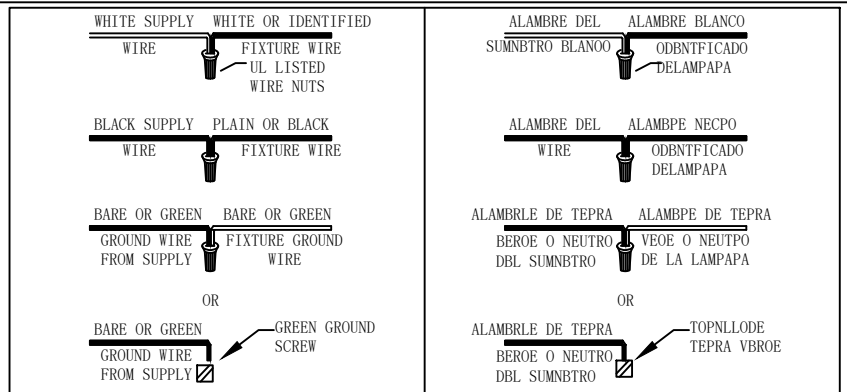 WHITE SUPPLY WHITE OR IDENTIFIED
WIRE FIXTURE WIRE
UL LISTED
WIRE NUTS
BLACK SUPPLY PLAIN OR BLACK
WIRE FIXTURE WIRE
BARE OR GREEN BARE OR GREEN
GROUND WIRE FIXTURE GROUND
FROM SUPPLY WIRE
OR
BARE OR GREEN GREEN GROUND
GROUND WIRE SCREW
FROM SUPPLY
ALAMBRE DEL ALAMBRE BLANCO
SUMNBTRO BLANOO ODBNTFICADO
DELAMPAPA
ALAMBRE DEL ALAMBPE NECPO
WIRE ODBNTFICADO
DELAMPAPA
ALAMBRLE DE TEPRA ALAMBPE DE TEPRA
BEROE O NEUTRO VEOE O NEUTPO
DBL SUMNBTRO DE LA LAMPAPA
OR
ALAMBRLE DE TEPRA TOPNLLODE
BEROE O NEUTRO TEPRA VBROE
DBL SUMNBTRO